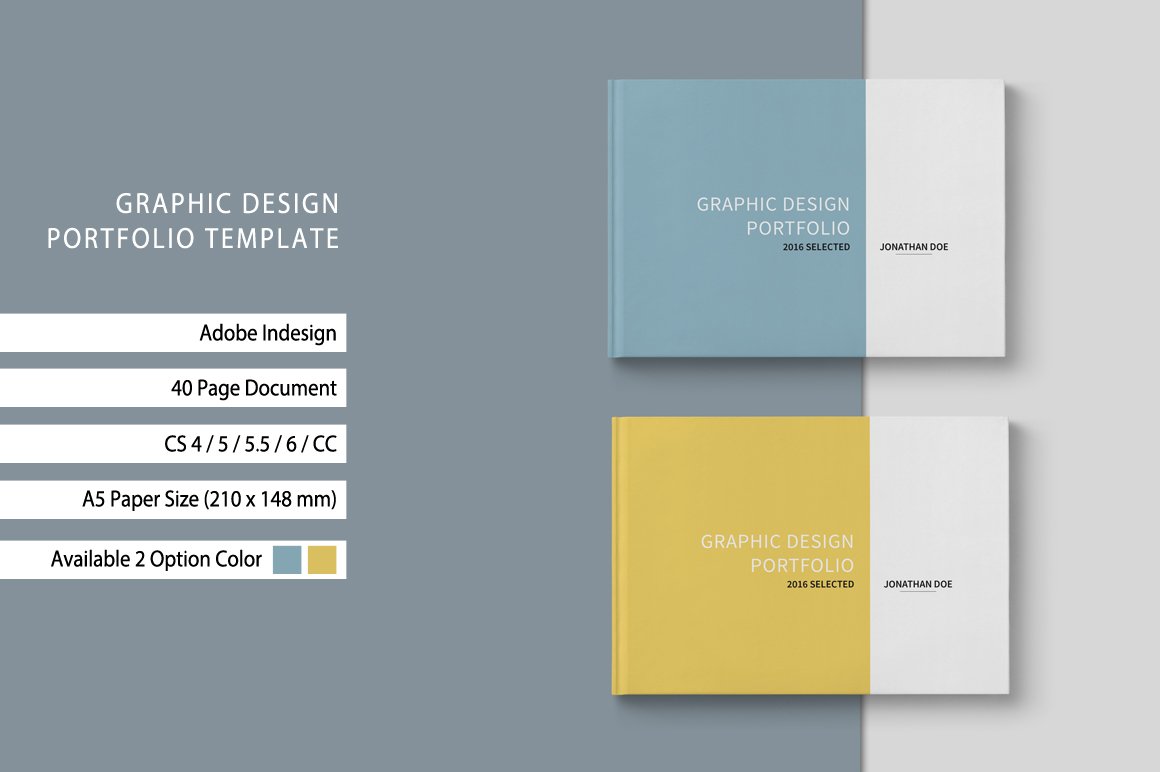 GRAPHIC DESIGN
PORTFOLIO TEMPLATE
Adobe Indesign
40 Page Document
CS 4 / 5 / 5.5 / 6 / CC
A5 Paper Size (210 x 148 mm)
Available 2 Option Color
GRAPHIC DESIGN
PORTFOLIO
2016 SELECTED
JONATHAN DOE
GRAPHIC DESIGN
PORTFOLIO
2016 SELECTED
JONATHAN DOE